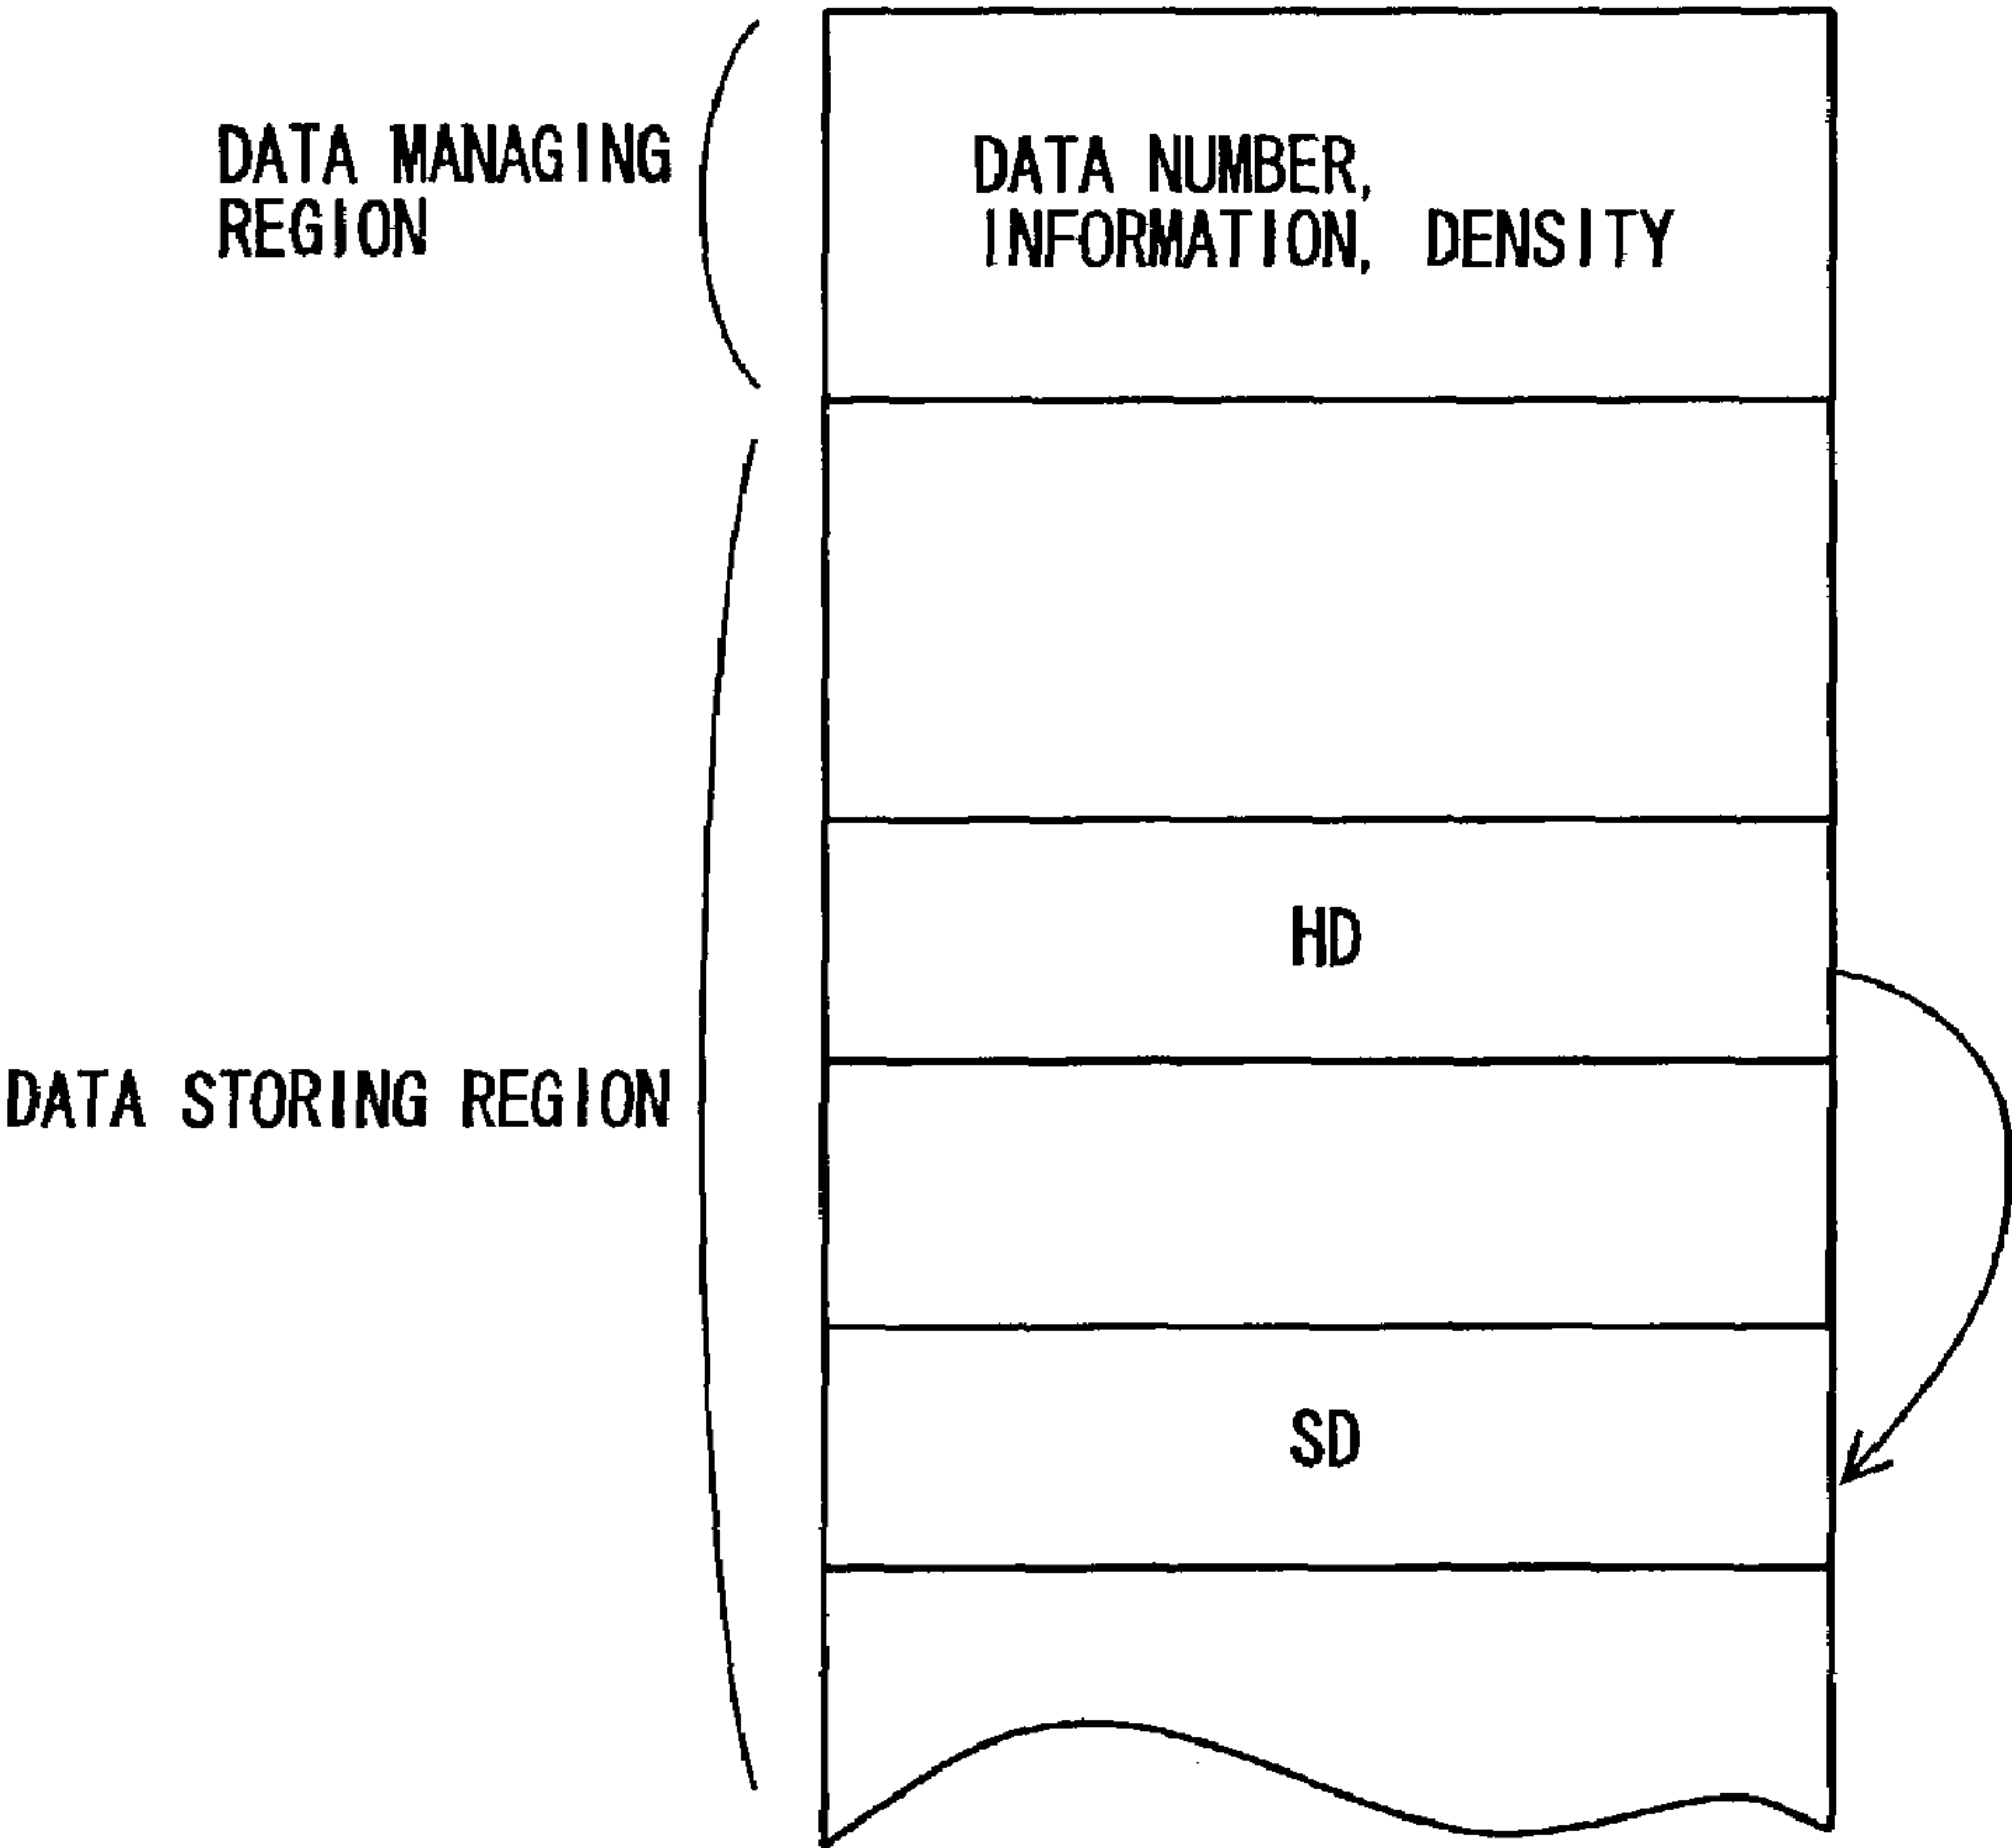 DATA MANAGING
REGION
DATA NUMBER,
INFORMATION, DENSITY
HD
DATA STORING REGION
SD